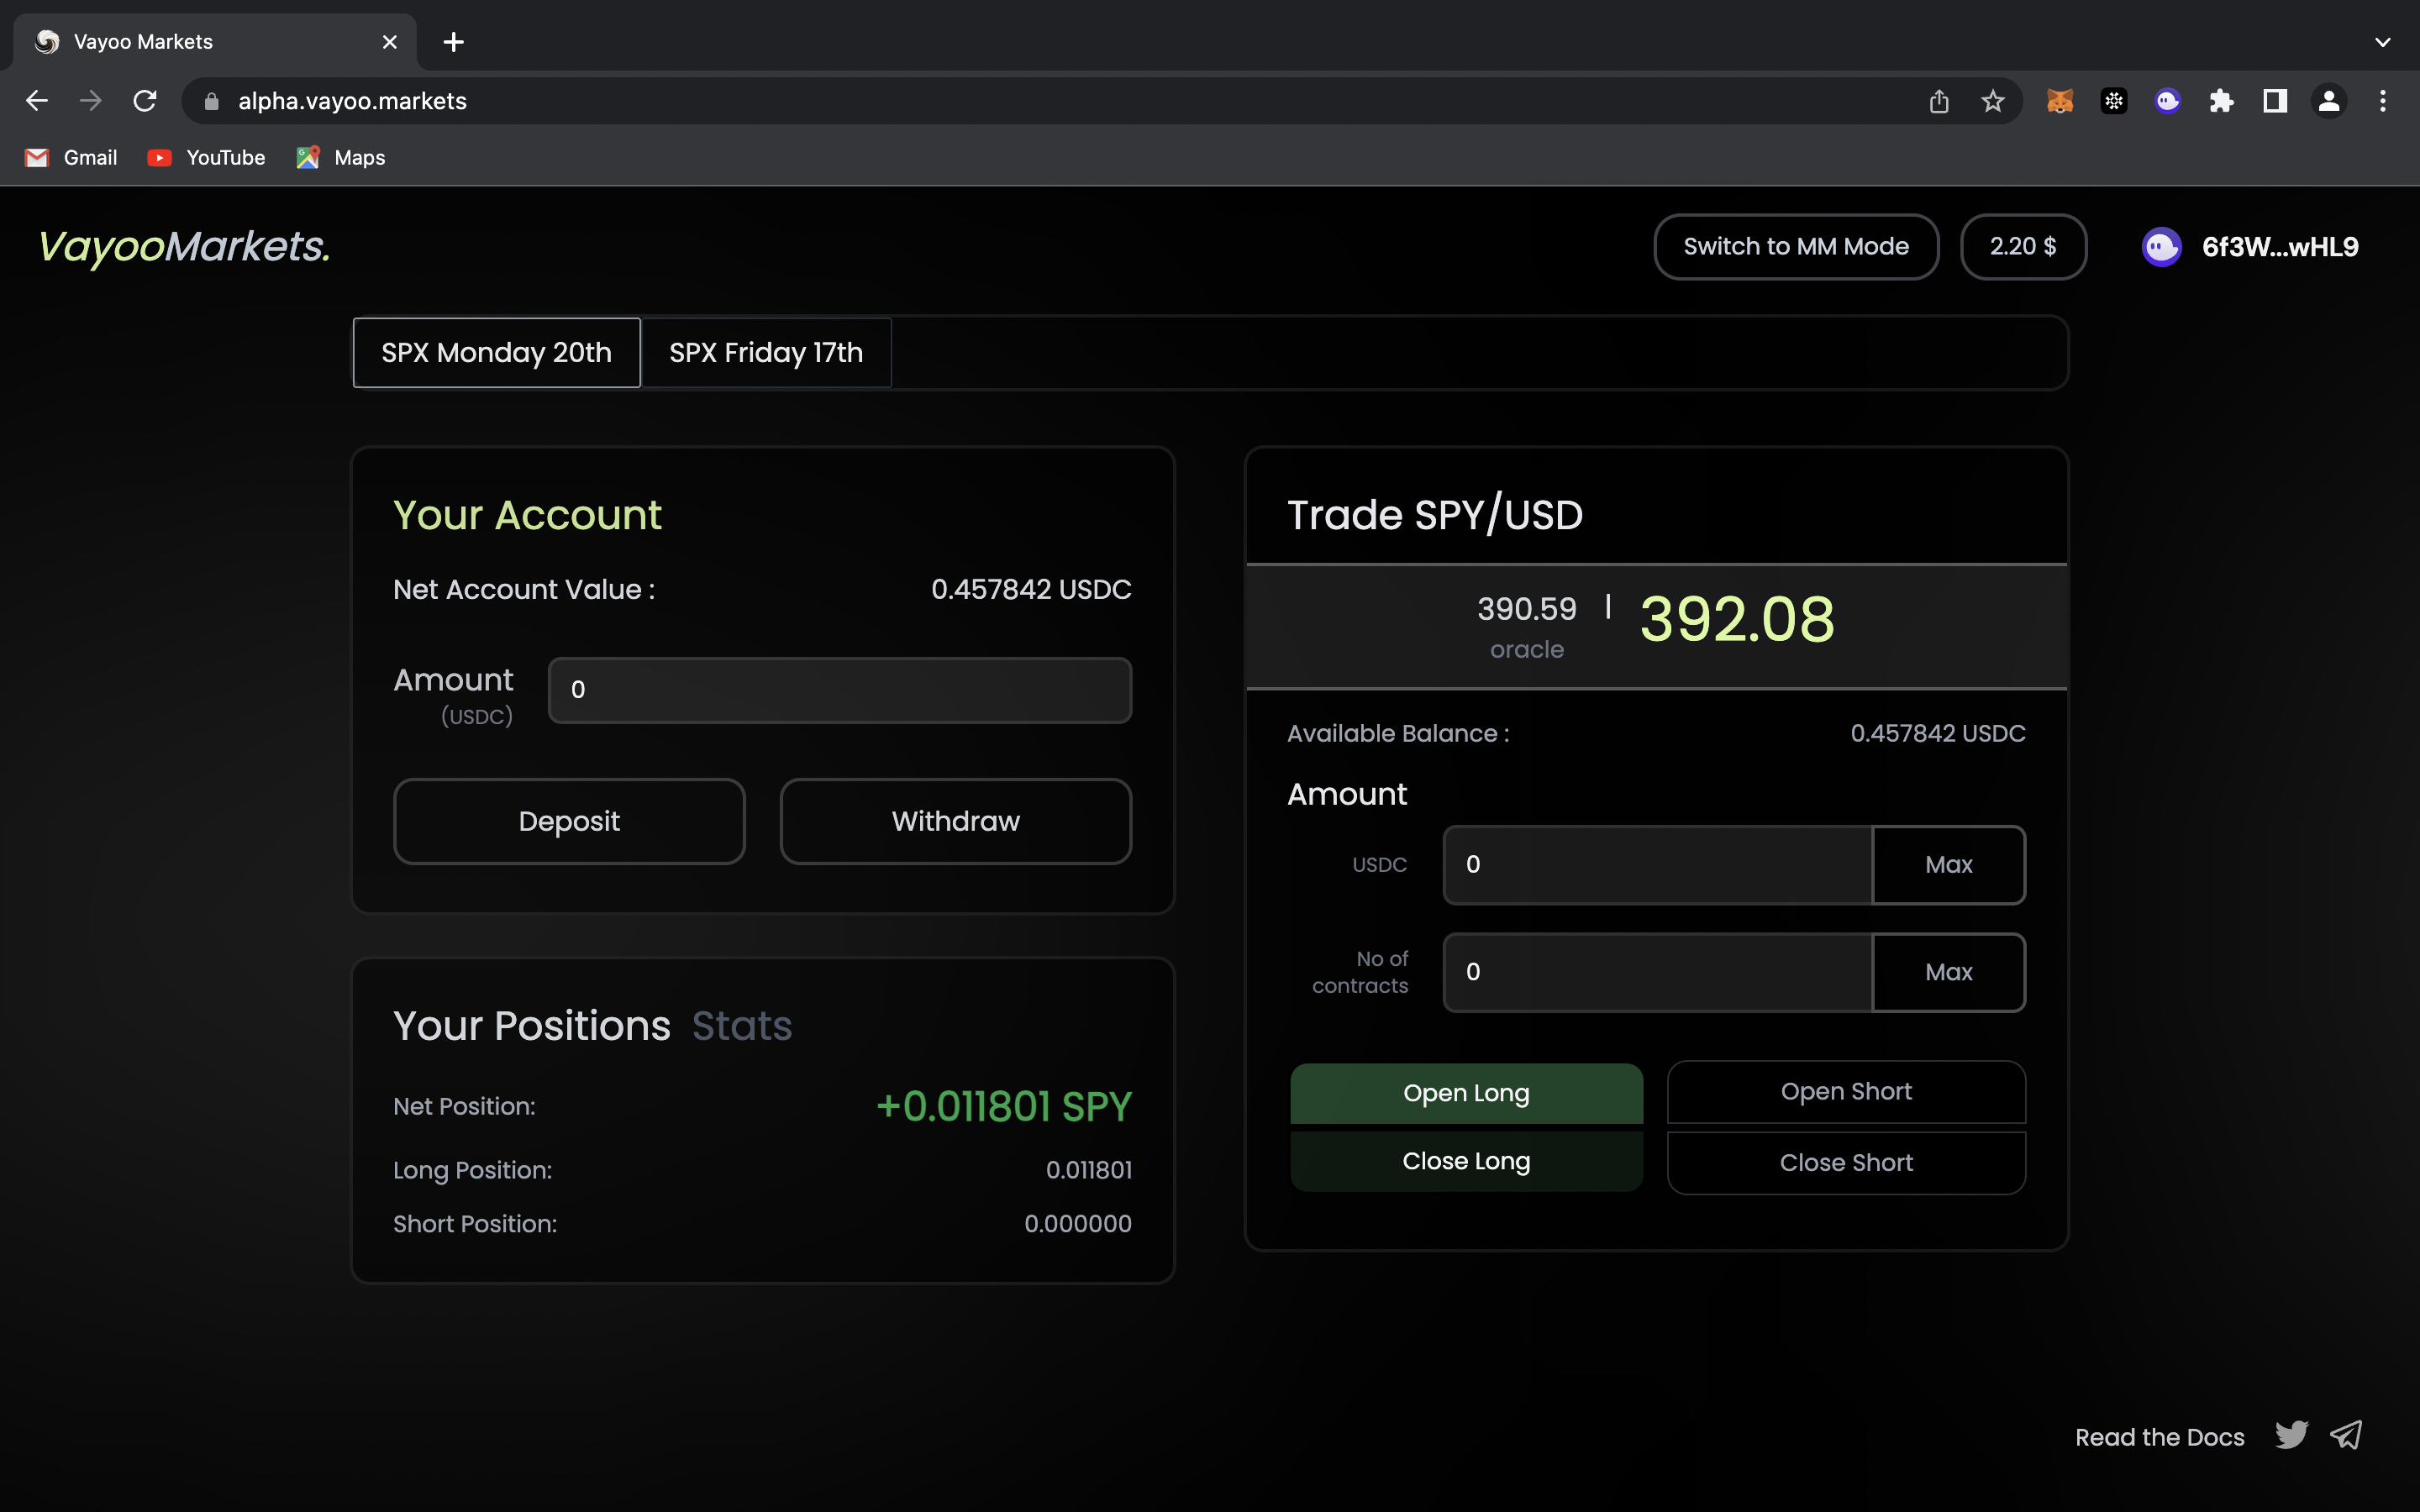 Vayoo Markets
alpha.vayoo.markets
Gmail
YouTube
Maps
VayooMarkets.
Switch to MM Mode
2.20 $
6f3W...wHL9
SPX Monday 20th
SPX Friday 17th
Your Account
Net Account Value :
0.457842 USDC
Amount
(USDC)
0
Deposit
Withdraw
Your Positions Stats
Net Position:
+0.011801 SPY
Long Position:
0.011801
Short Position:
0.000000
Trade SPY/USD
390.59 | 392.08
oracle
Available Balance :
0.457842 USDC
Amount
USDC
0
Max
No of
contracts
0
Max
Open Long
Open Short
Close Long
Close Short
Read the Docs